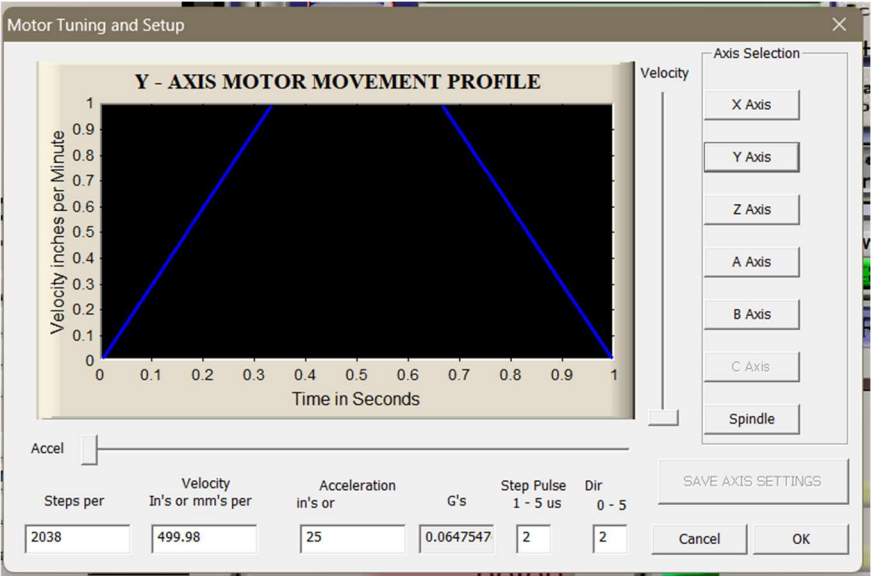 Motor Tuning and Setup
Y - AXIS MOTOR MOVEMENT PROFILE
Velocity inches per Minute
1
0.9
0.8
0.7
0.6
0.5
0.4
0.3
0.2
0.1
0
0 0.1 0.2 0.3 0.4 0.5 0.6 0.7 0.8 0.9 1
Time in Seconds
Velocity
Axis Selection
X Axis
Y Axis
Z Axis
A Axis
B Axis
C Axis
Spindle
Accel
Steps per
Velocity
In's or mm's per
Acceleration
in's or
G's
Step Pulse
1 - 5 us
Dir
0 - 5
2038
499.98
25
0.0647547
2
2
SAVE AXIS SETTINGS
Cancel
OK